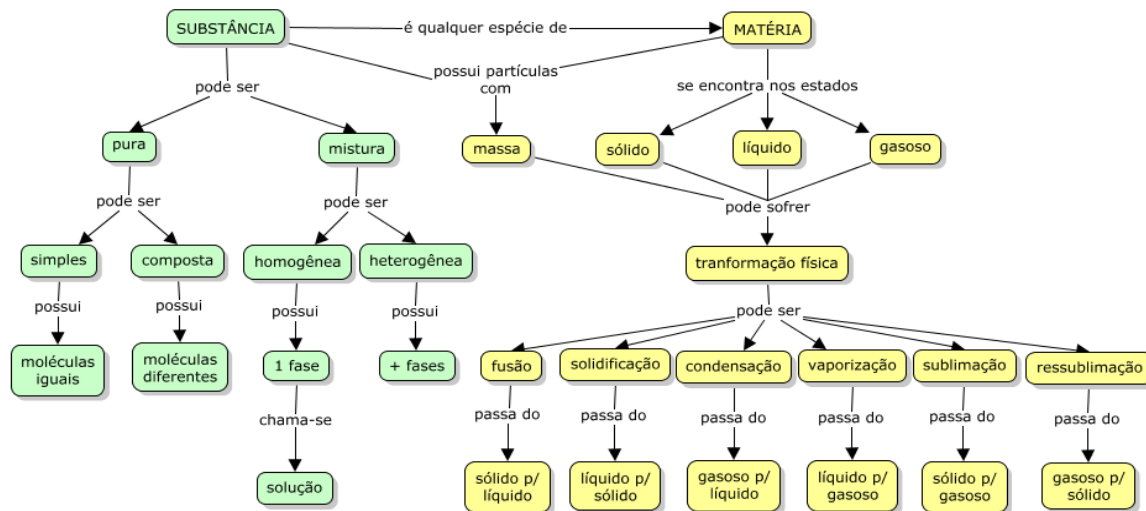 SUBSTÂNCIA
é qualquer espécie de
MATÉRIA
pode ser
possui partículas
com
se encontra nos estados
pura
mistura
massa
sólido
líquido
gasoso
pode ser
pode ser
pode sofrer
simples
composta
homogênea
heterogênea
tranformação física
possui
possui
possui
possui
pode ser
moléculas
iguais
moléculas
diferentes
1 fase
+ fases
fusão
solidificação
condensação
vaporização
sublimação
ressublimação
chama-se
passa do
passa do
passa do
passa do
passa do
passa do
solução
sólido p/
líquido
líquido p/
sólido
gasoso p/
líquido
líquido p/
gasoso
sólido p/
gasoso
gasoso p/
sólido